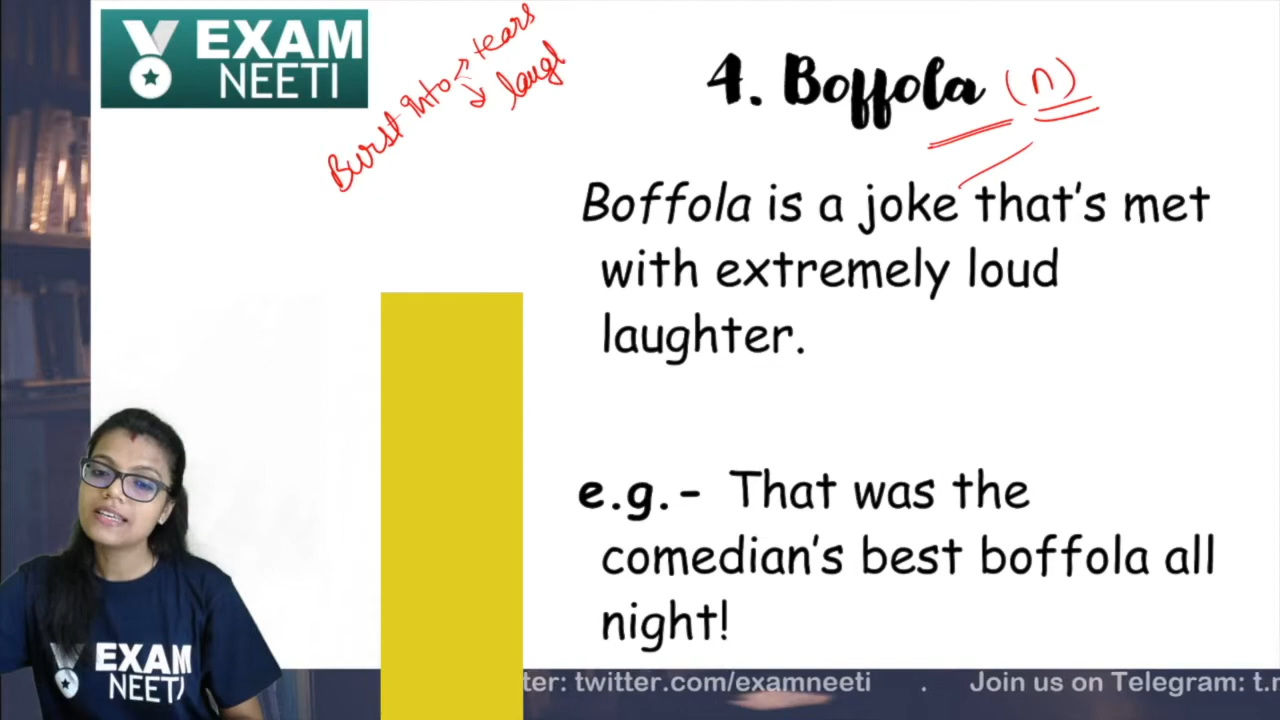 EXAM
NEETI
Burst into → tears
↓ laugh
4. Boffola (n)
Boffola is a joke that's met
with extremely loud
laughter.
e.g.- That was the
comedian's best boffola all
night!
EXAM
NEETI
ter: twitter.com/examneeti . Join us on Telegram: t.m